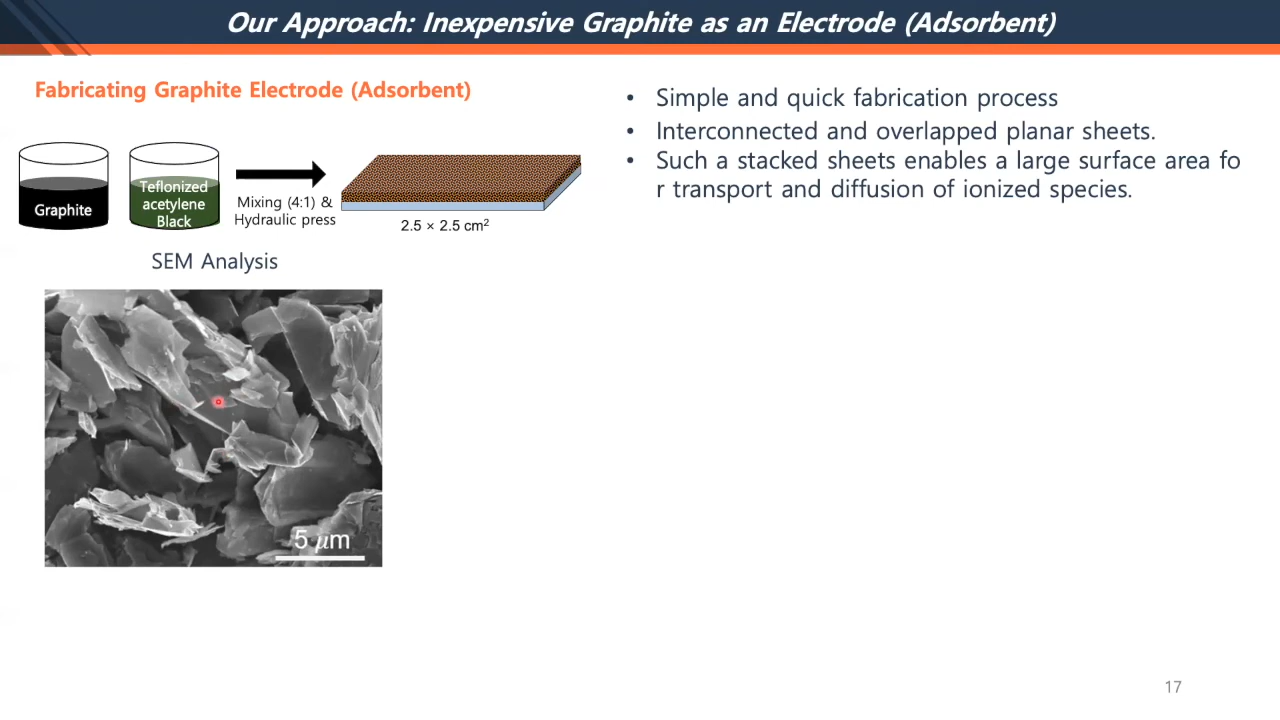 Our Approach: Inexpensive Graphite as an Electrode (Adsorbent)
Fabricating Graphite Electrode (Adsorbent)
Graphite
Teflonized
acetylene
Black
Mixing (4:1) &
Hydraulic press
2.5 × 2.5 cm²
SEM Analysis
5 μm
• Simple and quick fabrication process
• Interconnected and overlapped planar sheets.
• Such a stacked sheets enables a large surface area fo
r transport and diffusion of ionized species.
17